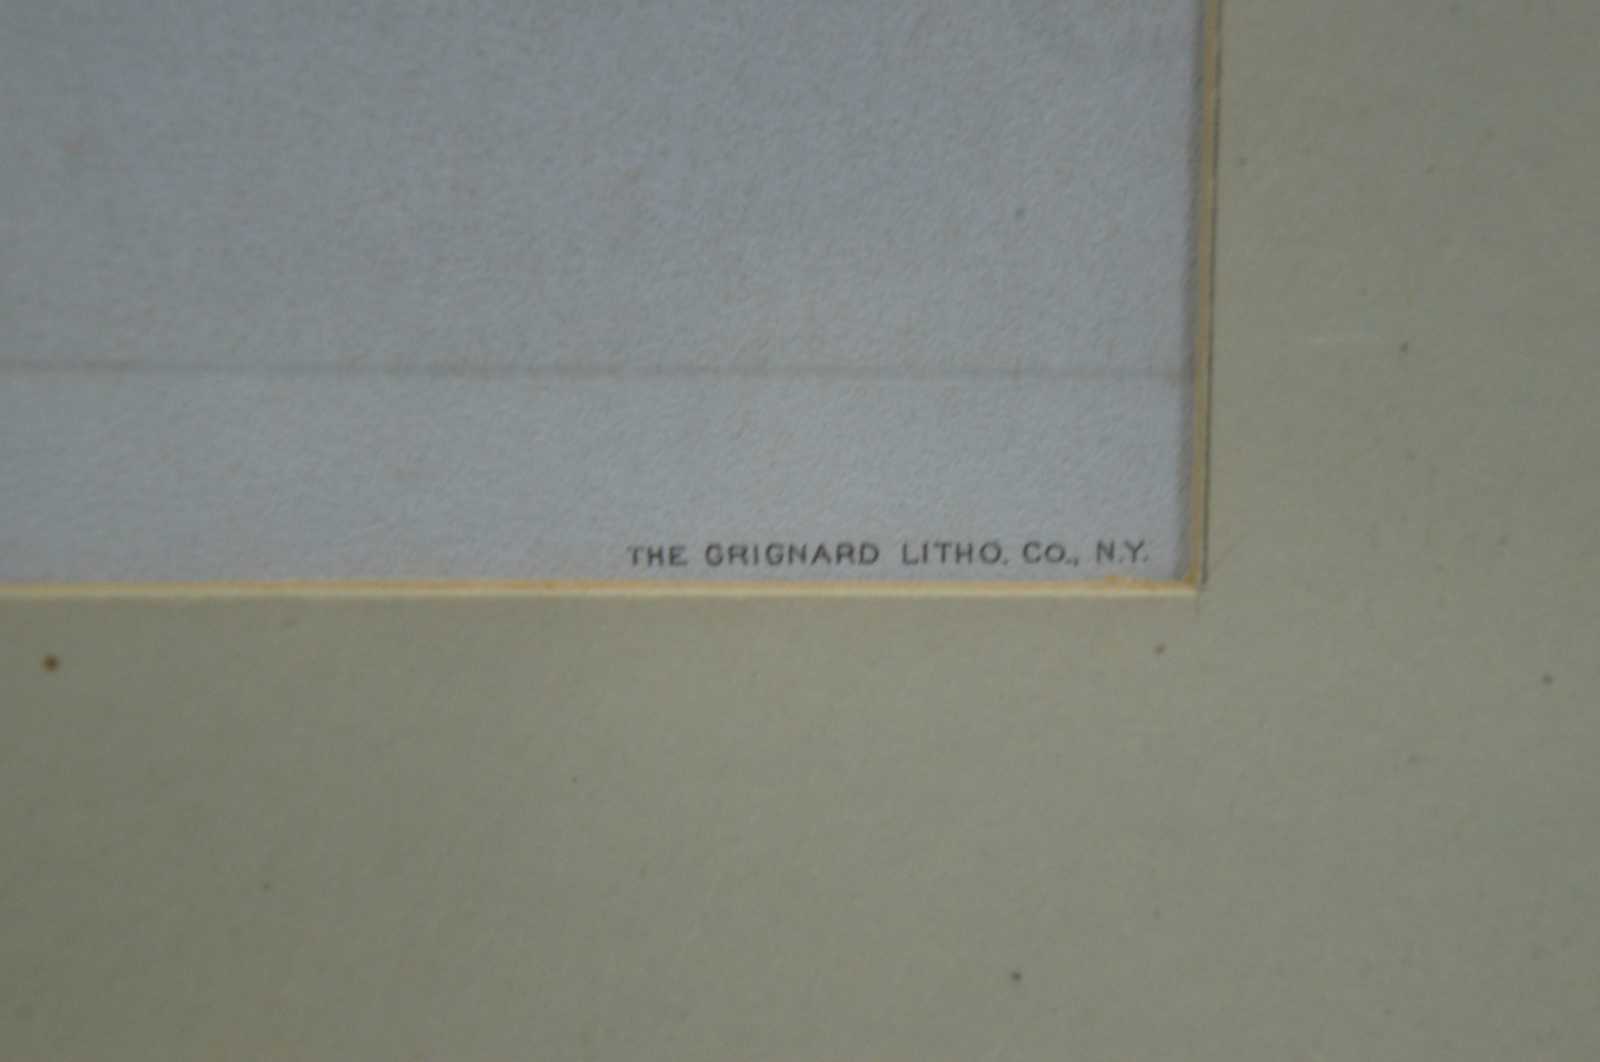 THE GRIGNARD LITHO. CO., N.Y.